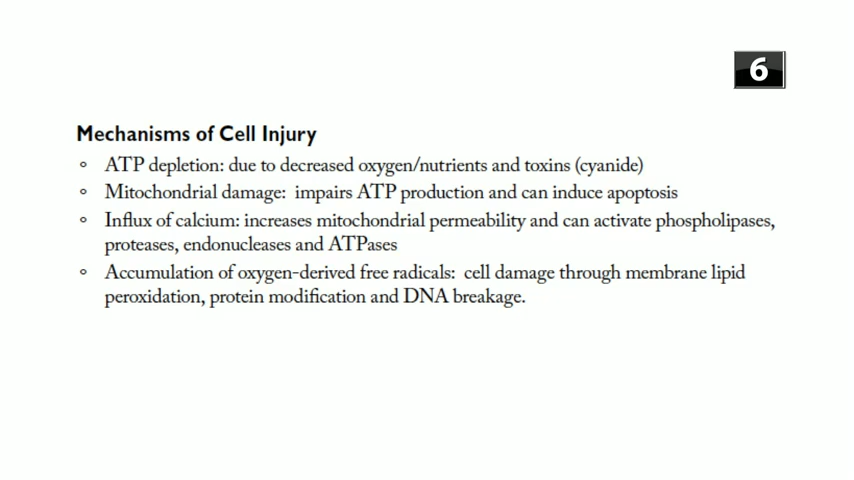 6
Mechanisms of Cell Injury
° ATP depletion: due to decreased oxygen/nutrients and toxins (cyanide)
° Mitochondrial damage:  impairs ATP production and can induce apoptosis
° Influx of calcium: increases mitochondrial permeability and can activate phospholipases,
proteases, endonucleases and ATPases
° Accumulation of oxygen-derived free radicals:  cell damage through membrane lipid
peroxidation, protein modification and DNA breakage.